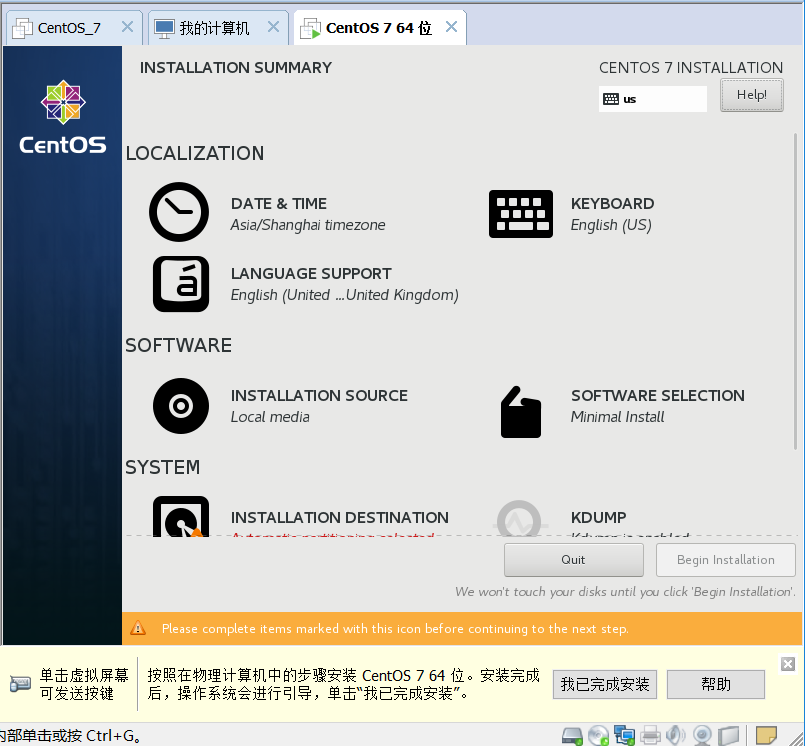 CentOS_7
我的计算机
CentOS 7 64 位
INSTALLATION SUMMARY
CENTOS 7 INSTALLATION
us
Help!
CentOS
LOCALIZATION
DATE & TIME
Asia/Shanghai timezone
KEYBOARD
English (US)
LANGUAGE SUPPORT
English (United ...United Kingdom)
SOFTWARE
INSTALLATION SOURCE
Local media
SOFTWARE SELECTION
Minimal Install
SYSTEM
INSTALLATION DESTINATION
Automatic partitioning selected
KDUMP
Kdump is enabled
Quit
Begin Installation
We won't touch your disks until you click 'Begin Installation'.
Please complete items marked with this icon before continuing to the next step.
单击虚拟屏幕
可发送按键
按照在物理计算机中的步骤安装 CentOS 7 64 位。安装完成
后，操作系统会进行引导，单击“我已完成安装”。
我已完成安装
帮助
内部单击或按 Ctrl+G。